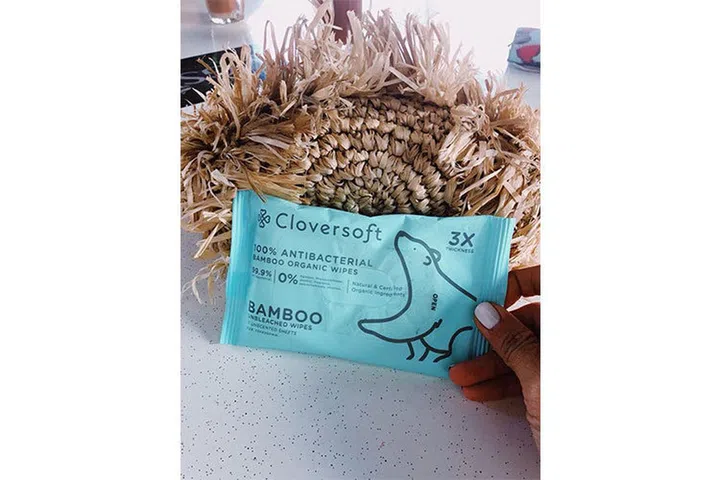 Cloversoft
3X
THICKNESS
100% ANTIBACTERIAL
BAMBOO ORGANIC WIPES
99.9%
0%
Natural & Certified
Organic Ingredients
OPEN
BAMBOO
UNBLEACHED WIPES
UNSCENTED SHEETS